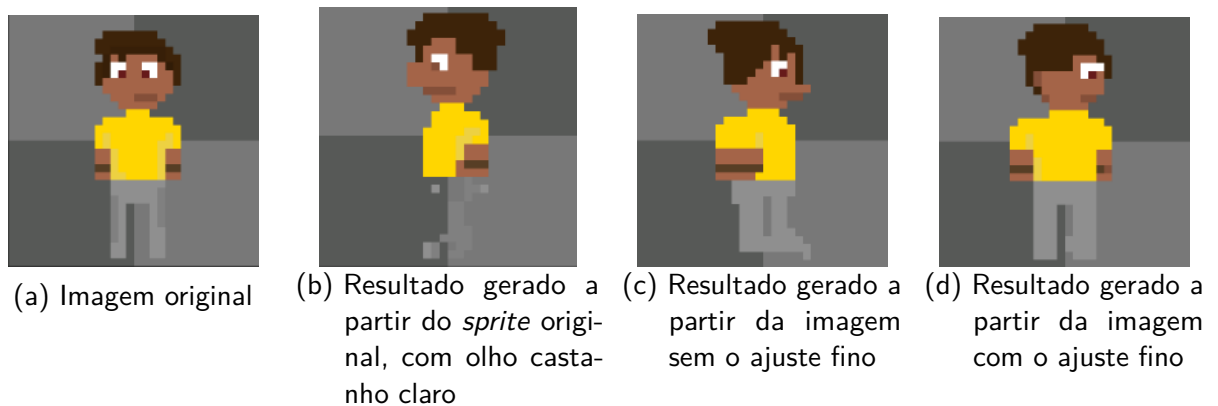 (a) Imagem original
(b) Resultado gerado a
partir do sprite origi-
nal, com olho casta-
nho claro
(c) Resultado gerado a
partir da imagem
sem o ajuste fino
(d) Resultado gerado a
partir da imagem
com o ajuste fino